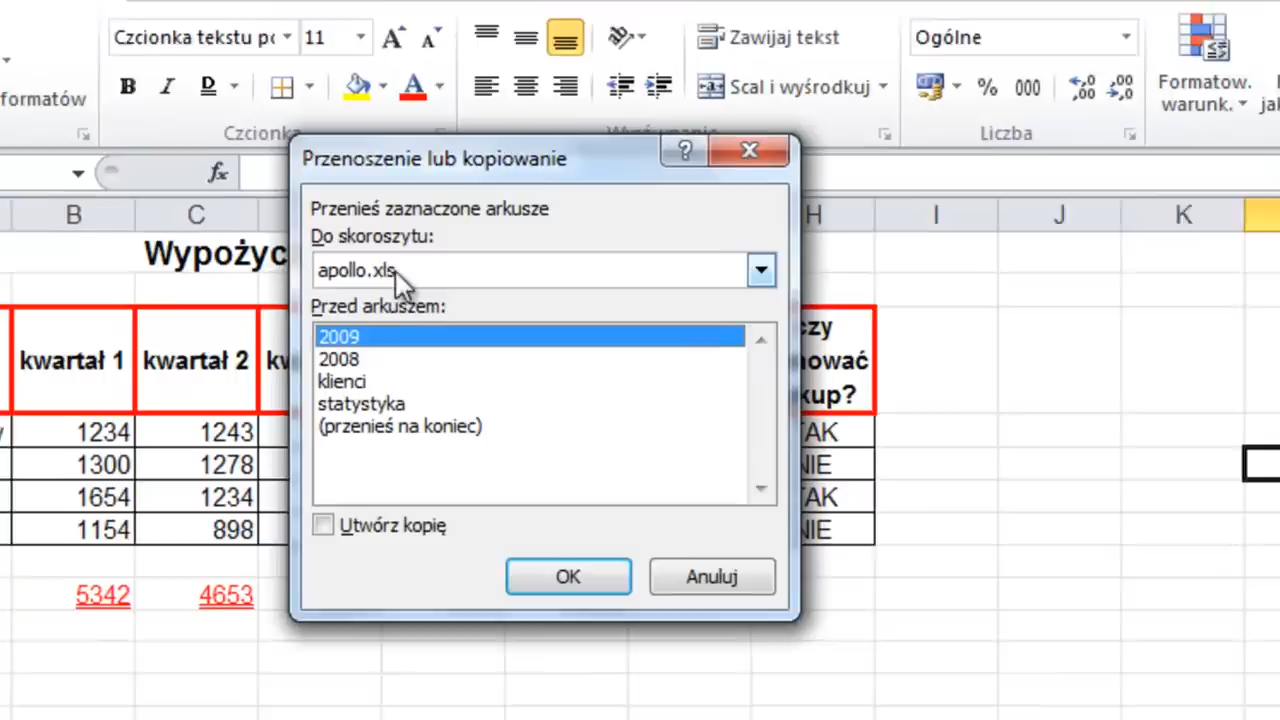 Czcionka tekstu pc 11 A A Zawijaj tekst Ogólne
formatów B I D A Scal i wyśrodkuj % 000 ,00 ,00 Formatow. warunk.
Czcionka Liczba
fx
Przenoszenie lub kopiowanie
Przenieś zaznaczone arkusze
Do skoroszytu:
apollo.xls
Przed arkuszem:
2009
2008
klienci
statystyka
(przenieś na koniec)
Utwórz kopię
OK Anuluj
B C H I J K
Wypożyc
kwartał 1 kwartał 2
1234 1243 TAK
1300 1278 NIE
1654 1234 TAK
1154 898 NIE
5342 4653